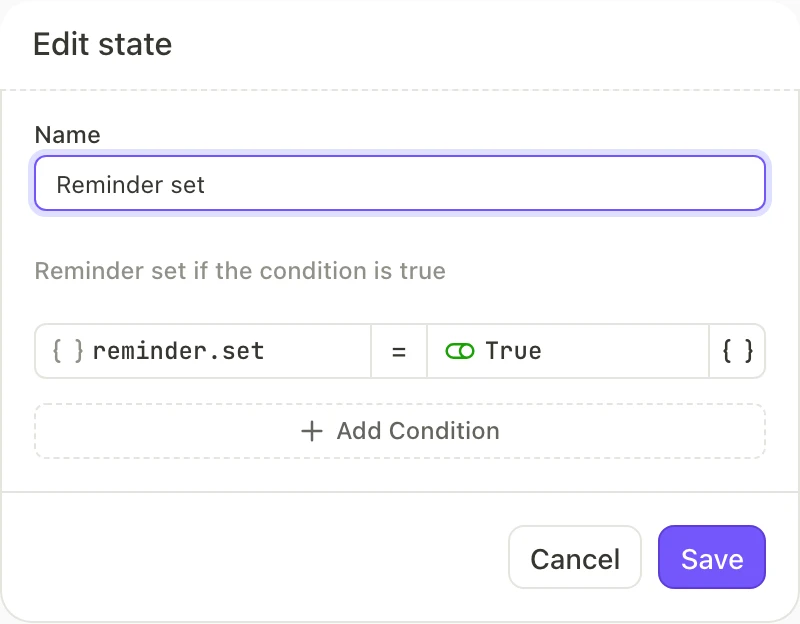 Edit state
Name
Reminder set
Reminder set if the condition is true
{ } reminder.set = True { }
+ Add Condition
Cancel Save